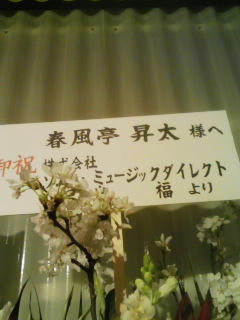 春風亭 昇太 様へ
御祝 株式会社
ミュージックダイレクト
福 より